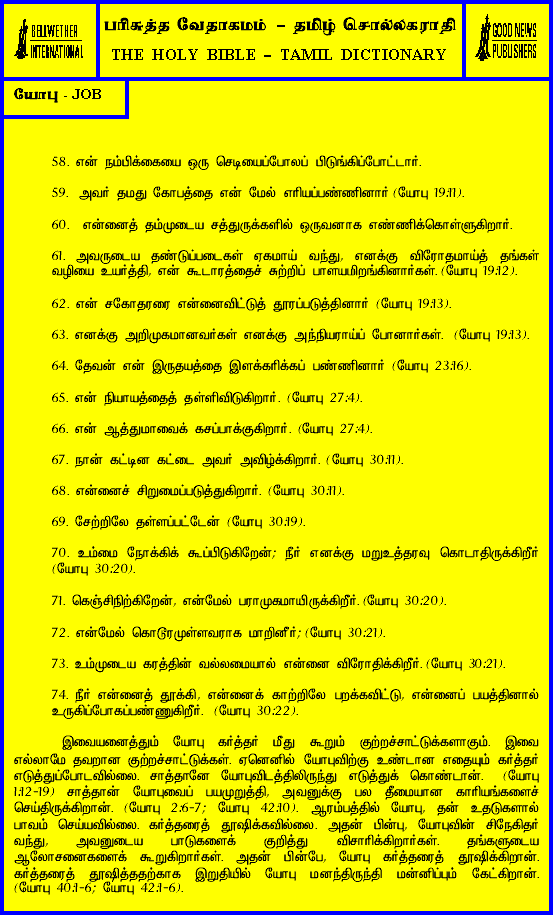 BELLWETHER
INTERNATIONAL
பரிசுத்த வேதாகமம் – தமிழ் சொல்லகராதி
THE HOLY BIBLE – TAMIL DICTIONARY
GOOD NEWS
PUBLISHERS
யோபு - JOB
58. என் நம்பிக்கையை ஒரு செடியைப்போலப் பிடுங்கிப்போட்டார்.
59. அவர் தமது கோபத்தை என் மேல் எரியப்பண்ணினார் (யோபு 19:11).
60. என்னைத் தம்முடைய சத்துருக்களில் ஒருவனாக எண்ணிக்கொள்ளுகிறார்.
61. அவருடைய தண்டுப்படைகள் ஏகமாய் வந்து, எனக்கு விரோதமாய்த் தங்கள்
வழியை உயர்த்தி, என் கூடாரத்தைச் சுற்றிப் பாளயமிறங்கினார்கள். (யோபு 19:12).
62. என் சகோதரரை என்னைவிட்டுத் தூரப்படுத்தினார் (யோபு 19:13).
63. எனக்கு அறிமுகமானவர்கள் எனக்கு அந்நியராய்ப் போனார்கள். (யோபு 19:13).
64. தேவன் என் இருதயத்தை இளக்கரிக்கப் பண்ணினார் (யோபு 23:16).
65. என் நியாயத்தைத் தள்ளிவிடுகிறார். (யோபு 27:4).
66. என் ஆத்துமாவைக் கசப்பாக்குகிறார். (யோபு 27:4).
67. நான் கட்டின கட்டை அவர் அவிழ்க்கிறார். (யோபு 30:11).
68. என்னைச் சிறுமைப்படுத்துகிறார். (யோபு 30:11).
69. சேற்றிலே தள்ளப்பட்டேன் (யோபு 30:19).
70. உம்மை நோக்கிக் கூப்பிடுகிறேன்; நீர் எனக்கு மறுஉத்தரவு கொடாதிருக்கிறீர்
(யோபு 30:20).
71. கெஞ்சிநிற்கிறேன், என்மேல் பராமுகமாயிருக்கிறீர். (யோபு 30:20).
72. என்மேல் கொடூரமுள்ளவராக மாறினீர்; (யோபு 30:21).
73. உம்முடைய கரத்தின் வல்லமையால் என்னை விரோதிக்கிறீர். (யோபு 30:21).
74. நீர் என்னைத் தூக்கி, என்னைக் காற்றிலே பறக்கவிட்டு, என்னைப் பயத்தினால்
உருகிப்போகப்பண்ணுகிறீர். (யோபு 30:22).
இவையனைத்தும் யோபு கர்த்தர் மீது கூறும் குற்றச்சாட்டுக்களாகும். இவை
எல்லாமே தவறான குற்றச்சாட்டுக்கள். ஏனெனில் யோபுவிற்கு உண்டான எதையும் கர்த்தர்
எடுத்துப்போடவில்லை. சாத்தானே யோபுவிடத்திலிருந்து எடுத்துக் கொண்டான். (யோபு
1:12-19) சாத்தான் யோபுவைப் பயமுறுத்தி, அவனுக்கு பல தீமையான காரியங்களைச்
செய்திருக்கிறான். (யோபு 2:6-7; யோபு 42:10). ஆரம்பத்தில் யோபு, தன் உதடுகளால்
பாவம் செய்யவில்லை. கர்த்தரைத் தூஷிக்கவில்லை. அதன் பின்பு, யோபுவின் சிநேகிதர்
வந்து, அவனுடைய பாடுகளைக் குறித்து விசாரிக்கிறார்கள். தங்களுடைய
ஆலோசனைகளைக் கூறுகிறார்கள். அதன் பின்பே, யோபு கர்த்தரைத் தூஷிக்கிறான்.
கர்த்தரைத் தூஷித்ததற்காக இறுதியில் யோபு மனந்திருந்தி மன்னிப்பும் கேட்கிறான்.
(யோபு 40:1-6; யோபு 42:1-6).